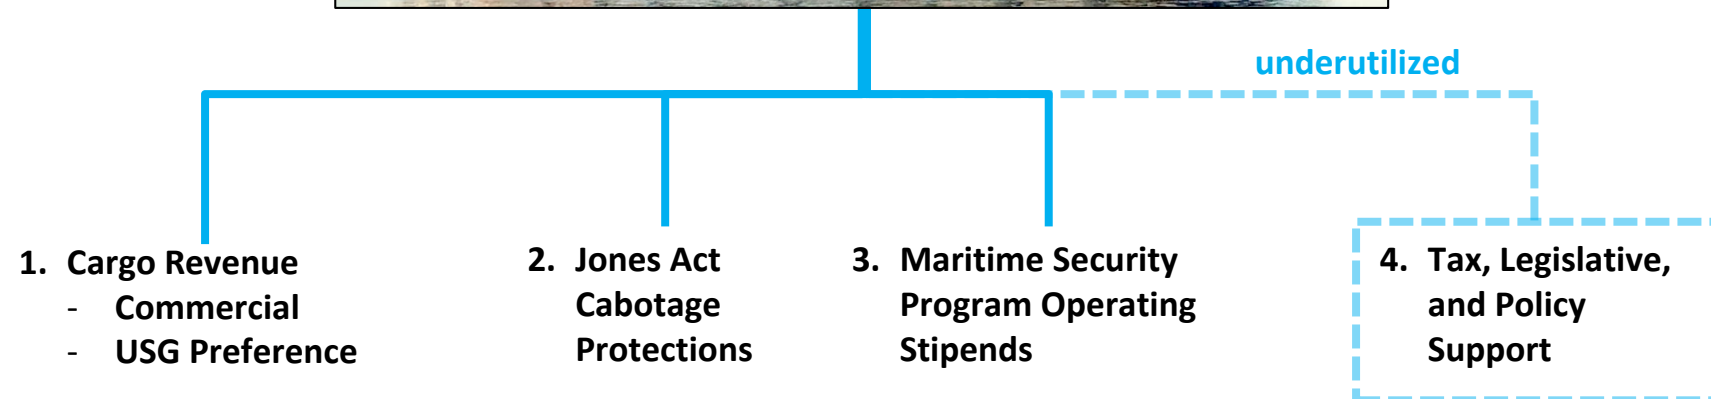 underutilized
1. Cargo Revenue
- Commercial
- USG Preference
2. Jones Act
Cabotage
Protections
3. Maritime Security
Program Operating
Stipends
4. Tax, Legislative,
and Policy
Support